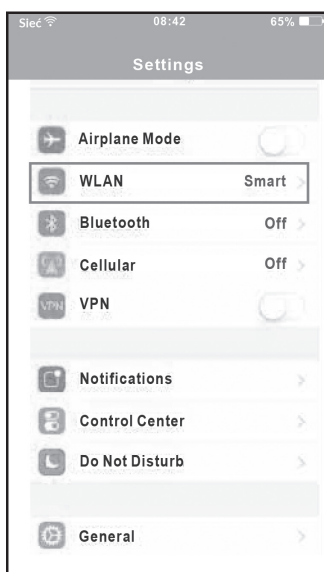 Sieć 08:42 65%
Settings
Airplane Mode
WLAN Smart
Bluetooth Off
Cellular Off
VPN VPN
Notifications
Control Center
Do Not Disturb
General